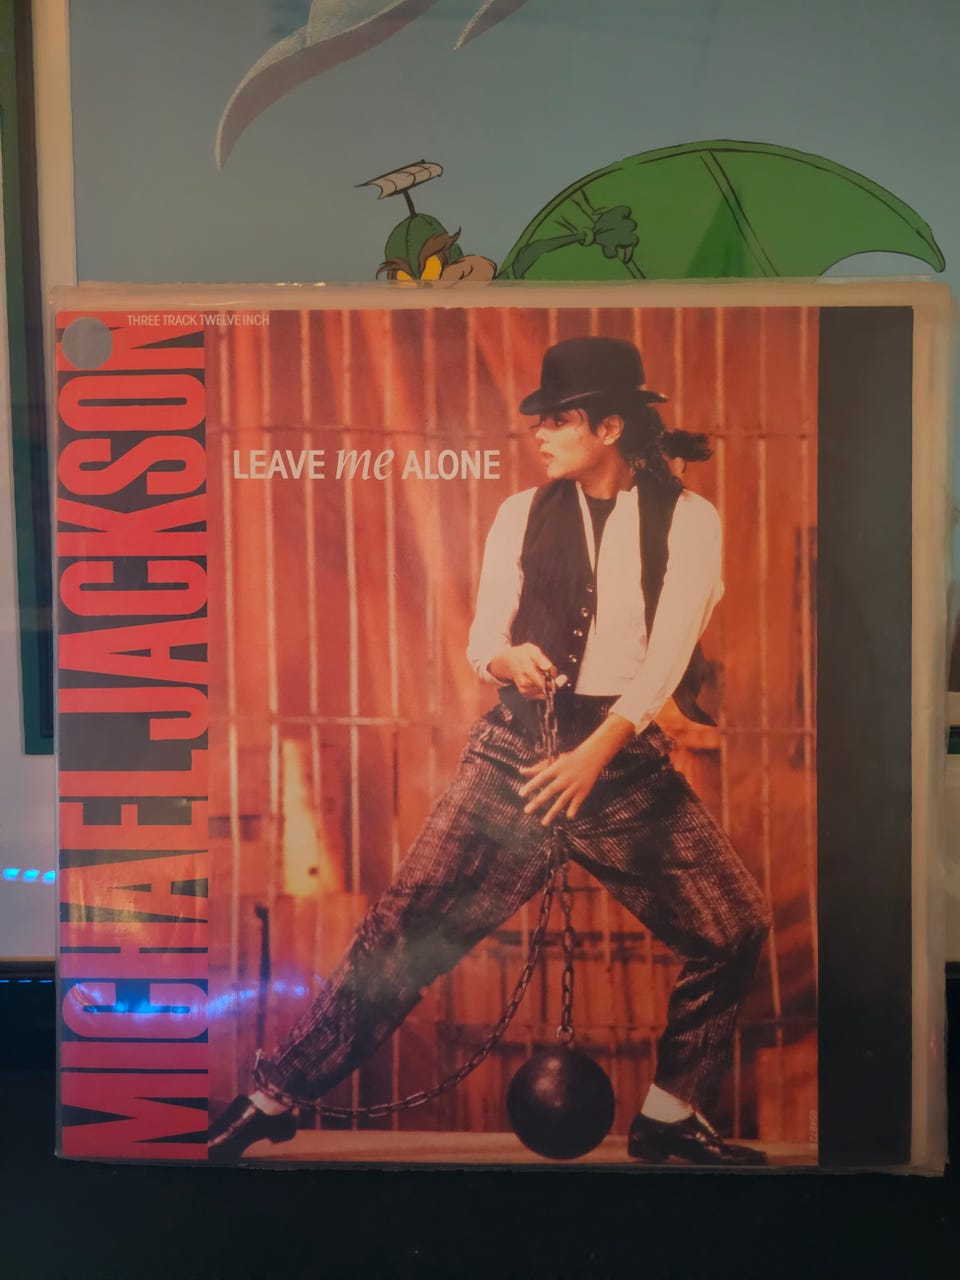 THREE TRACK TWELVE INCH
MICHAEL JACKSON
LEAVE me ALONE